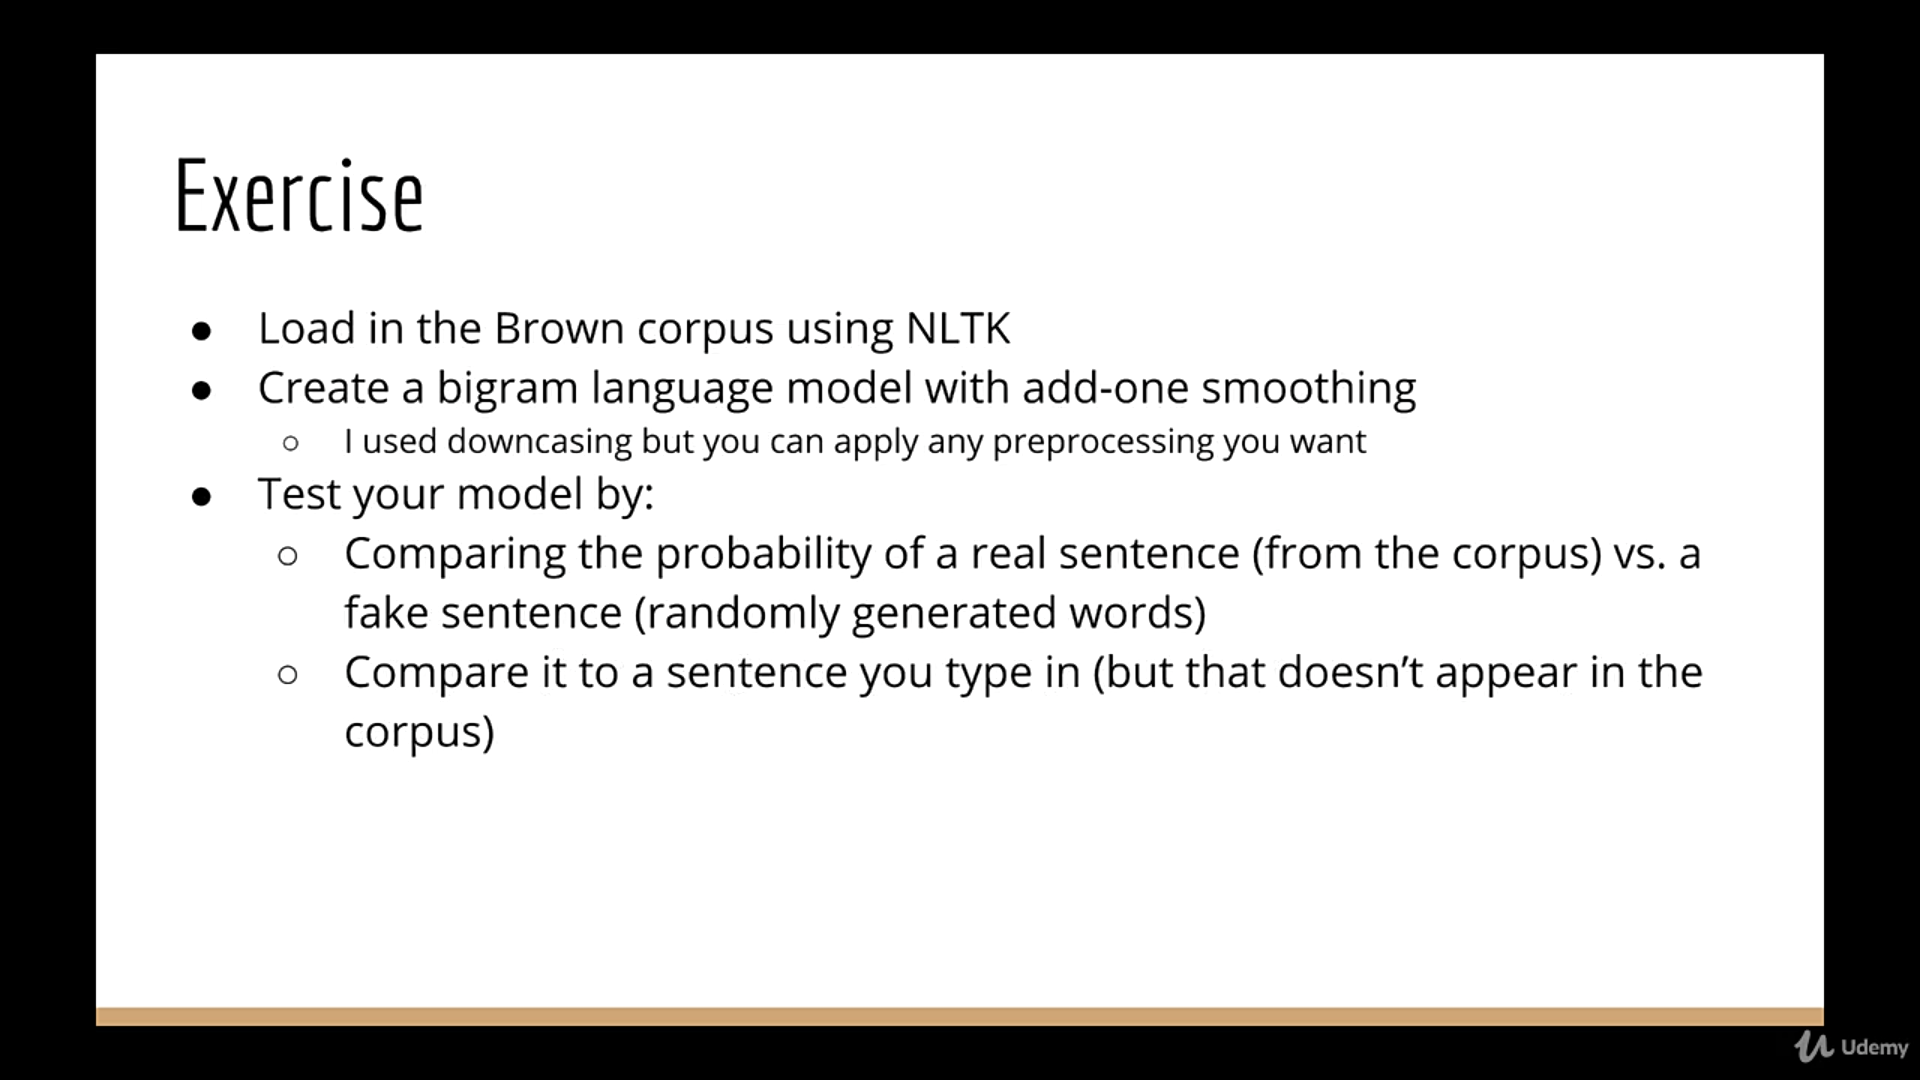 Exercise
● Load in the Brown corpus using NLTK
● Create a bigram language model with add-one smoothing
○ I used downcasing but you can apply any preprocessing you want
● Test your model by:
○ Comparing the probability of a real sentence (from the corpus) vs. a
fake sentence (randomly generated words)
○ Compare it to a sentence you type in (but that doesn’t appear in the
corpus)
Udemy